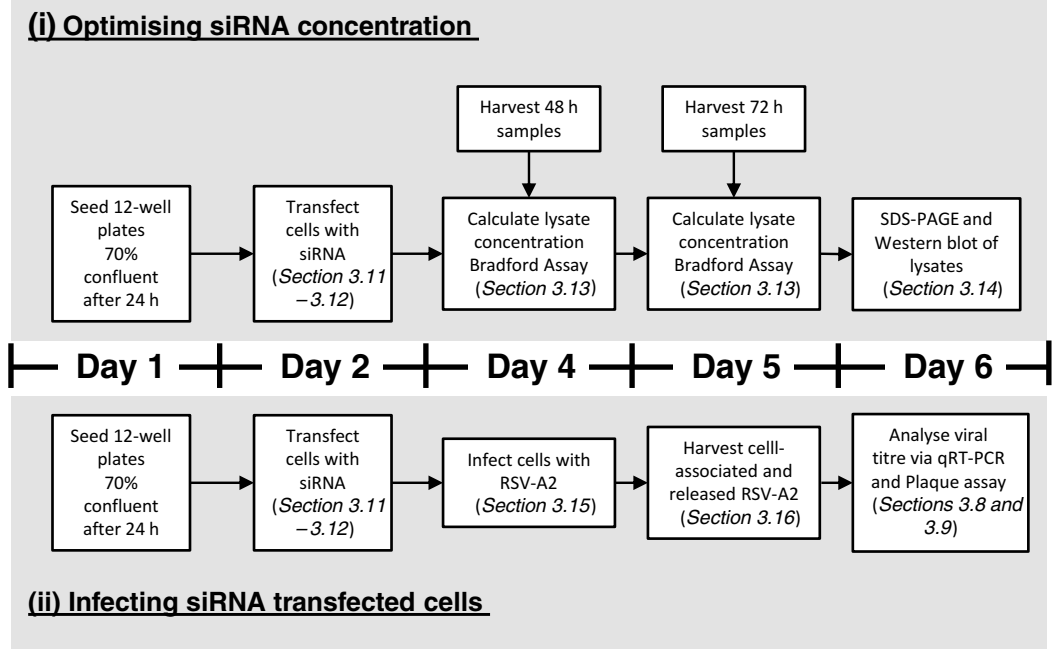 (i) Optimising siRNA concentration
Harvest 48 h
samples
Harvest 72 h
samples
Seed 12-well
plates
70%
confluent
after 24 h
Transfect
cells with
siRNA
(Section 3.11
–3.12)
Calculate lysate
concentration
Bradford Assay
(Section 3.13)
Calculate lysate
concentration
Bradford Assay
(Section 3.13)
SDS-PAGE and
Western blot of
lysates
(Section 3.14)
Day 1
Day 2
Day 4
Day 5
Day 6
Seed 12-well
plates
70%
confluent
after 24 h
Transfect
cells with
siRNA
(Section 3.11
–3.12)
Infect cells with
RSV-A2
(Section 3.15)
Harvest celll-
associated and
released RSV-A2
(Section 3.16)
Analyse viral
titre via qRT-PCR
and Plaque assay
(Sections 3.8 and
3.9)
(ii) Infecting siRNA transfected cells